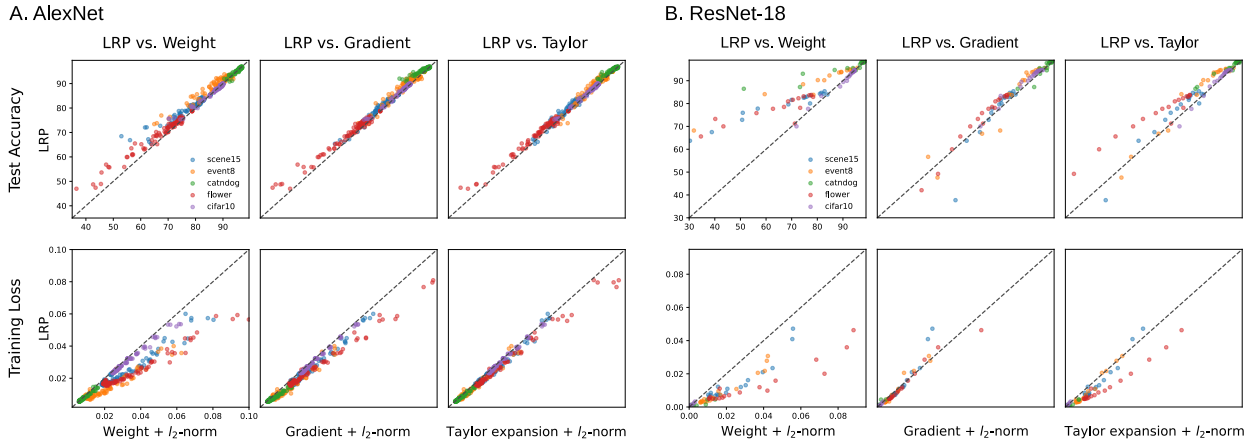 A. AlexNet
B. ResNet-18
LRP vs. Weight
LRP vs. Gradient
LRP vs. Taylor
LRP vs. Weight
LRP vs. Gradient
LRP vs. Taylor
Test Accuracy
LRP
90
80
70
60
50
40
40
50
60
70
80
90
scene15
event8
catndog
flower
cifar10
90
80
70
60
50
40
30
30
40
50
60
70
80
90
scene15
event8
catndog
flower
cifar10
Training Loss
LRP
0.10
0.08
0.06
0.04
0.02
0.02
0.04
0.06
0.08
0.10
Weight + l₂-norm
Gradient + l₂-norm
Taylor expansion + l₂-norm
0.08
0.06
0.04
0.02
0.00
0.00
0.02
0.04
0.06
0.08
Weight + l₂-norm
Gradient + l₂-norm
Taylor expansion + l₂-norm